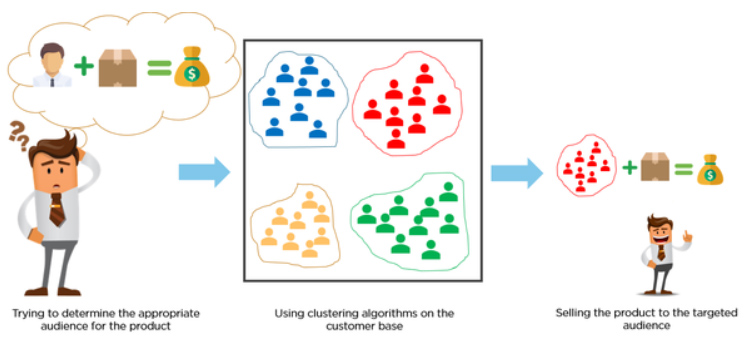 ??
?
$
$
Trying to determine the appropriate
audience for the product
Using clustering algorithms on the
customer base
Selling the product to the targeted
audience